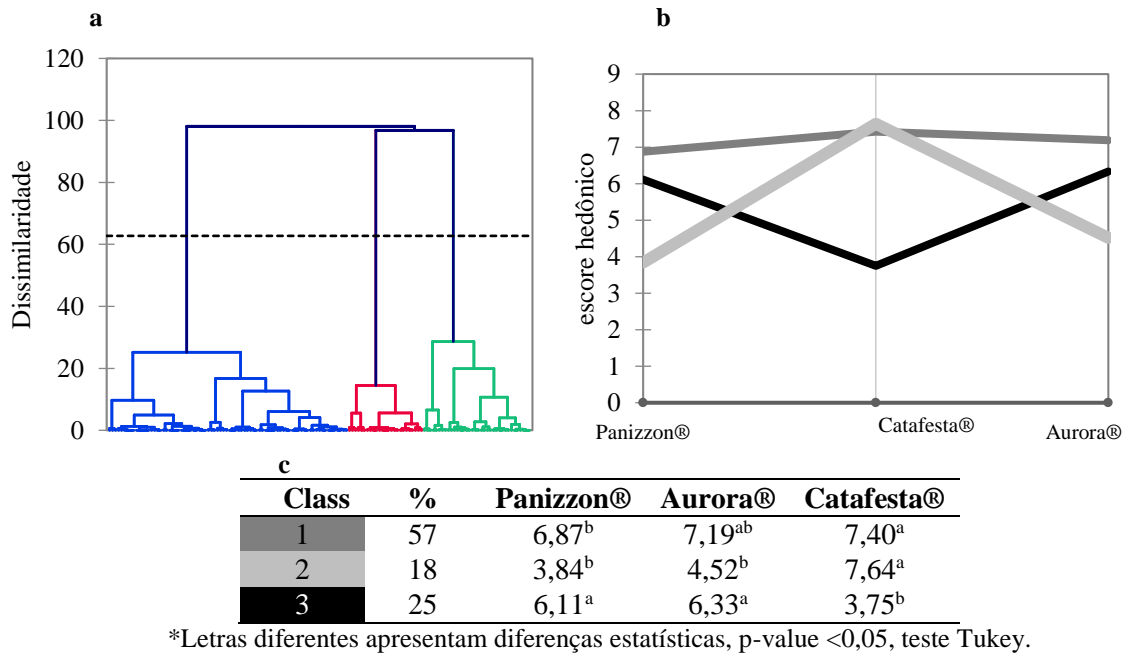 a
120
100
80
60
40
20
0
Dissimilaridade
b
9
8
7
6
5
4
3
2
1
0
escore hedônico
Panizzon®
Catafesta®
Aurora®
c
Class % Panizzon® Aurora® Catafesta®
1 57 6,87ᵇ 7,19ᵃᵇ 7,40ᵃ
2 18 3,84ᵇ 4,52ᵇ 7,64ᵃ
3 25 6,11ᵃ 6,33ᵃ 3,75ᵇ
*Letras diferentes apresentam diferenças estatísticas, p-value <0,05, teste Tukey.